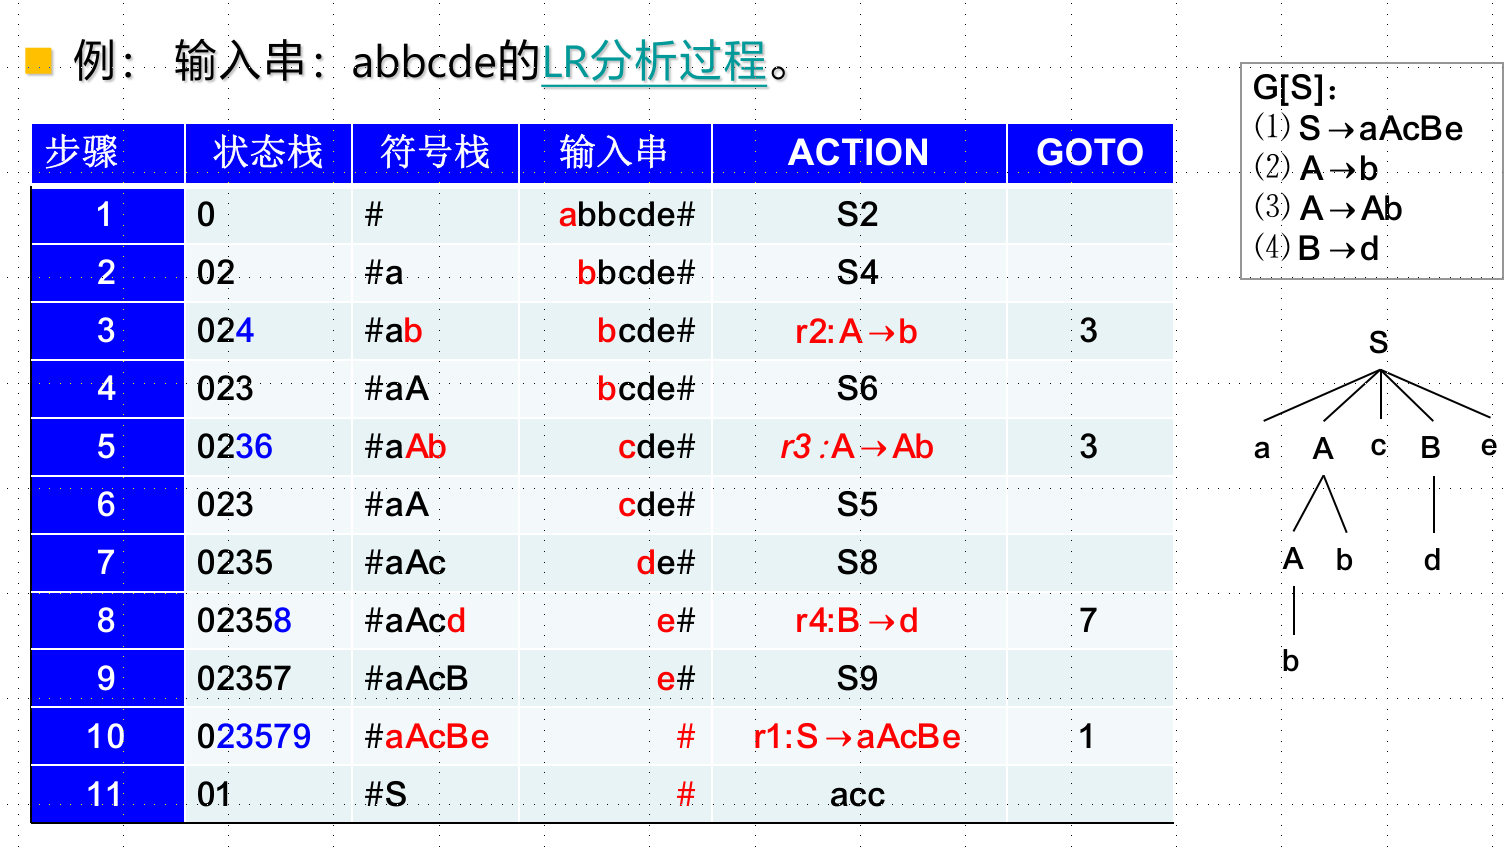 例： 输入串：abbcde的LR分析过程。
步骤 状态栈 符号栈 输入串 ACTION GOTO
1 0 # abbcde# S2
2 02 #a bbcde# S4
3 024 #ab bcde# r2:A→b 3
4 023 #aA bcde# S6
5 0236 #aAb cde# r3:A→Ab 3
6 023 #aA cde# S5
7 0235 #aAc de# S8
8 02358 #aAcd e# r4:B→d 7
9 02357 #aAcB e# S9
10 023579 #aAcBe # r1:S→aAcBe 1
11 01 #S # acc
G[S]：
(1) S→aAcBe
(2) A→b
(3) A→Ab
(4) B→d
S
a A c B e
A b d
b